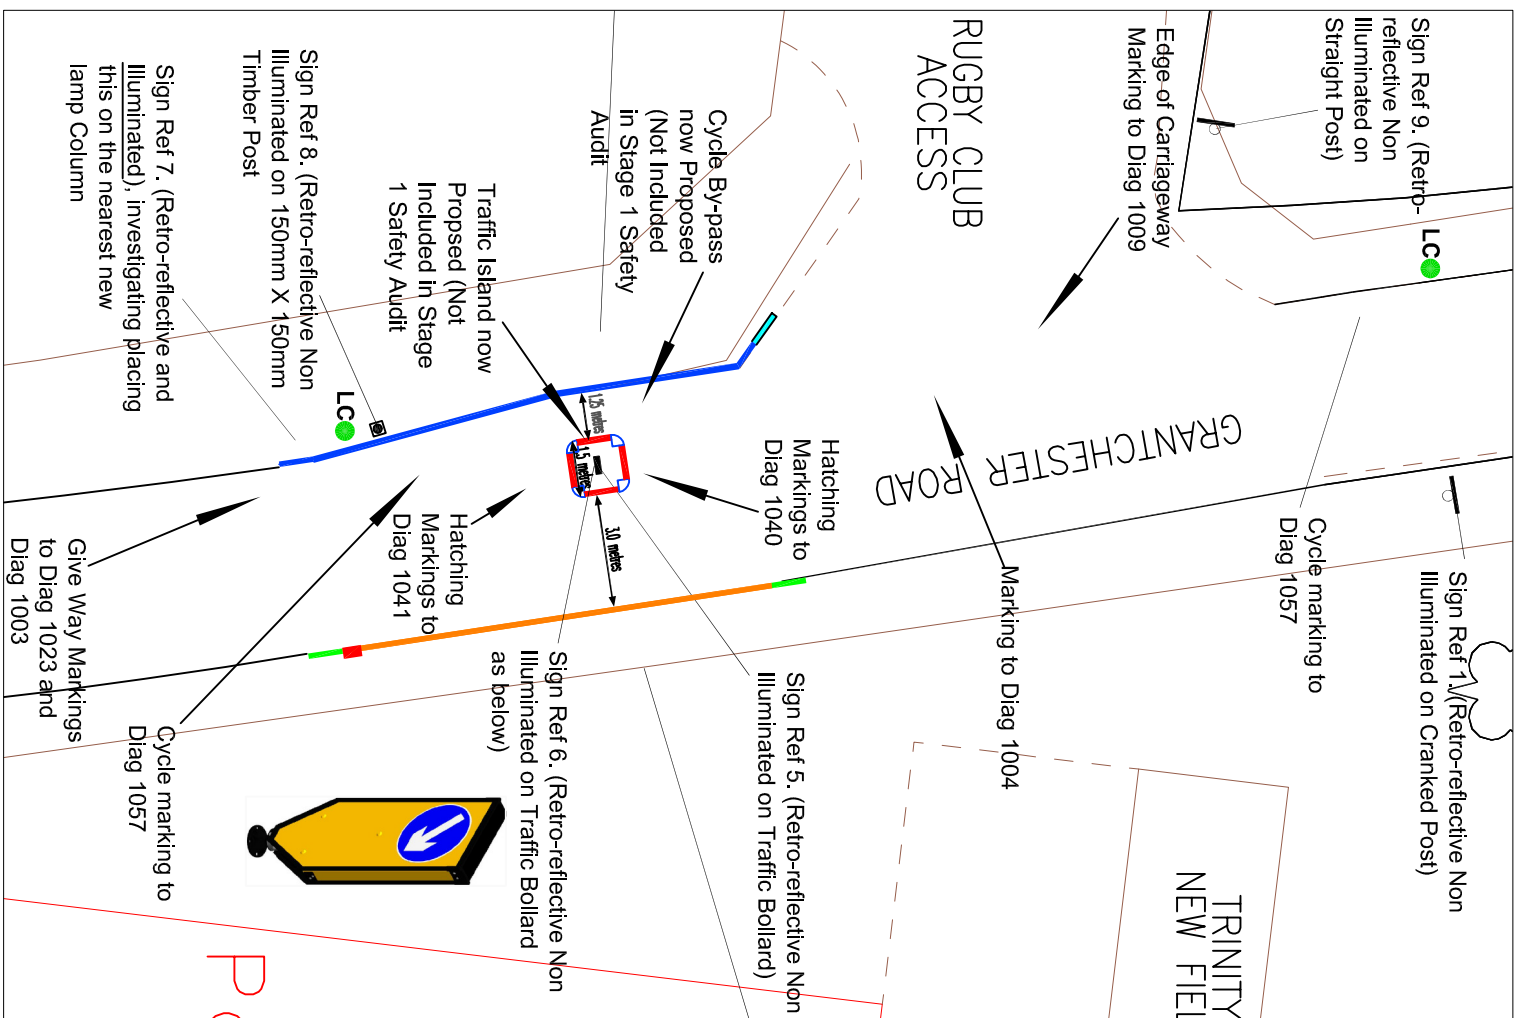 Sign Ref 9. (Retro-
reflective Non
Illuminated on
Straight Post)
LC
Edge of Carriageway
Marking to Diag 1009
RUGBY CLUB
ACCESS
Cycle By-pass
now Proposed
(Not Included
in Stage 1 Safety
Audit
Traffic Island now
Propsed (Not
Included in Stage
1 Safety Audit
Sign Ref 8. (Retro-reflective Non
Illuminated on 150mm X 150mm
Timber Post
Sign Ref 7. (Retro-reflective and
Illuminated), investigating placing
this on the nearest new
lamp Column
LC
1.25 metres
1.5 metres
3.0 metres
GRANTCHESTER ROAD
Hatching
Markings to
Diag 1040
Hatching
Markings to
Diag 1041
Give Way Markings
to Diag 1023 and
Diag 1003
Cycle marking to
Diag 1057
Cycle marking to
Diag 1057
Marking to Diag 1004
Sign Ref 1. (Retro-reflective Non
Illuminated on Cranked Post)
Sign Ref 5. (Retro-reflective Non
Illuminated on Traffic Bollard)
Sign Ref 6. (Retro-reflective Non
Illuminated on Traffic Bollard
as below)
TRINITY
NEW FIEL
P